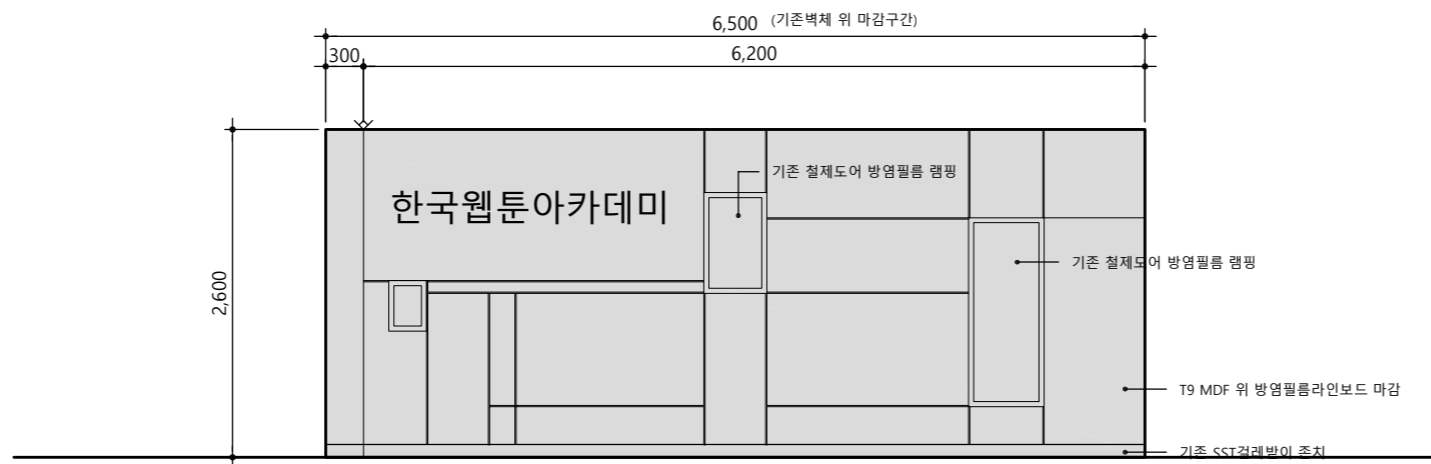 6,500 (기존벽체 위 마감구간)
300 6,200
기존 철제도어 방염필름 램핑
한국웹툰아카데미
기존 철제도어 방염필름 램핑
2,600
T9 MDF 위 방염필름라인보드 마감
기존 SST걸레받이 존치